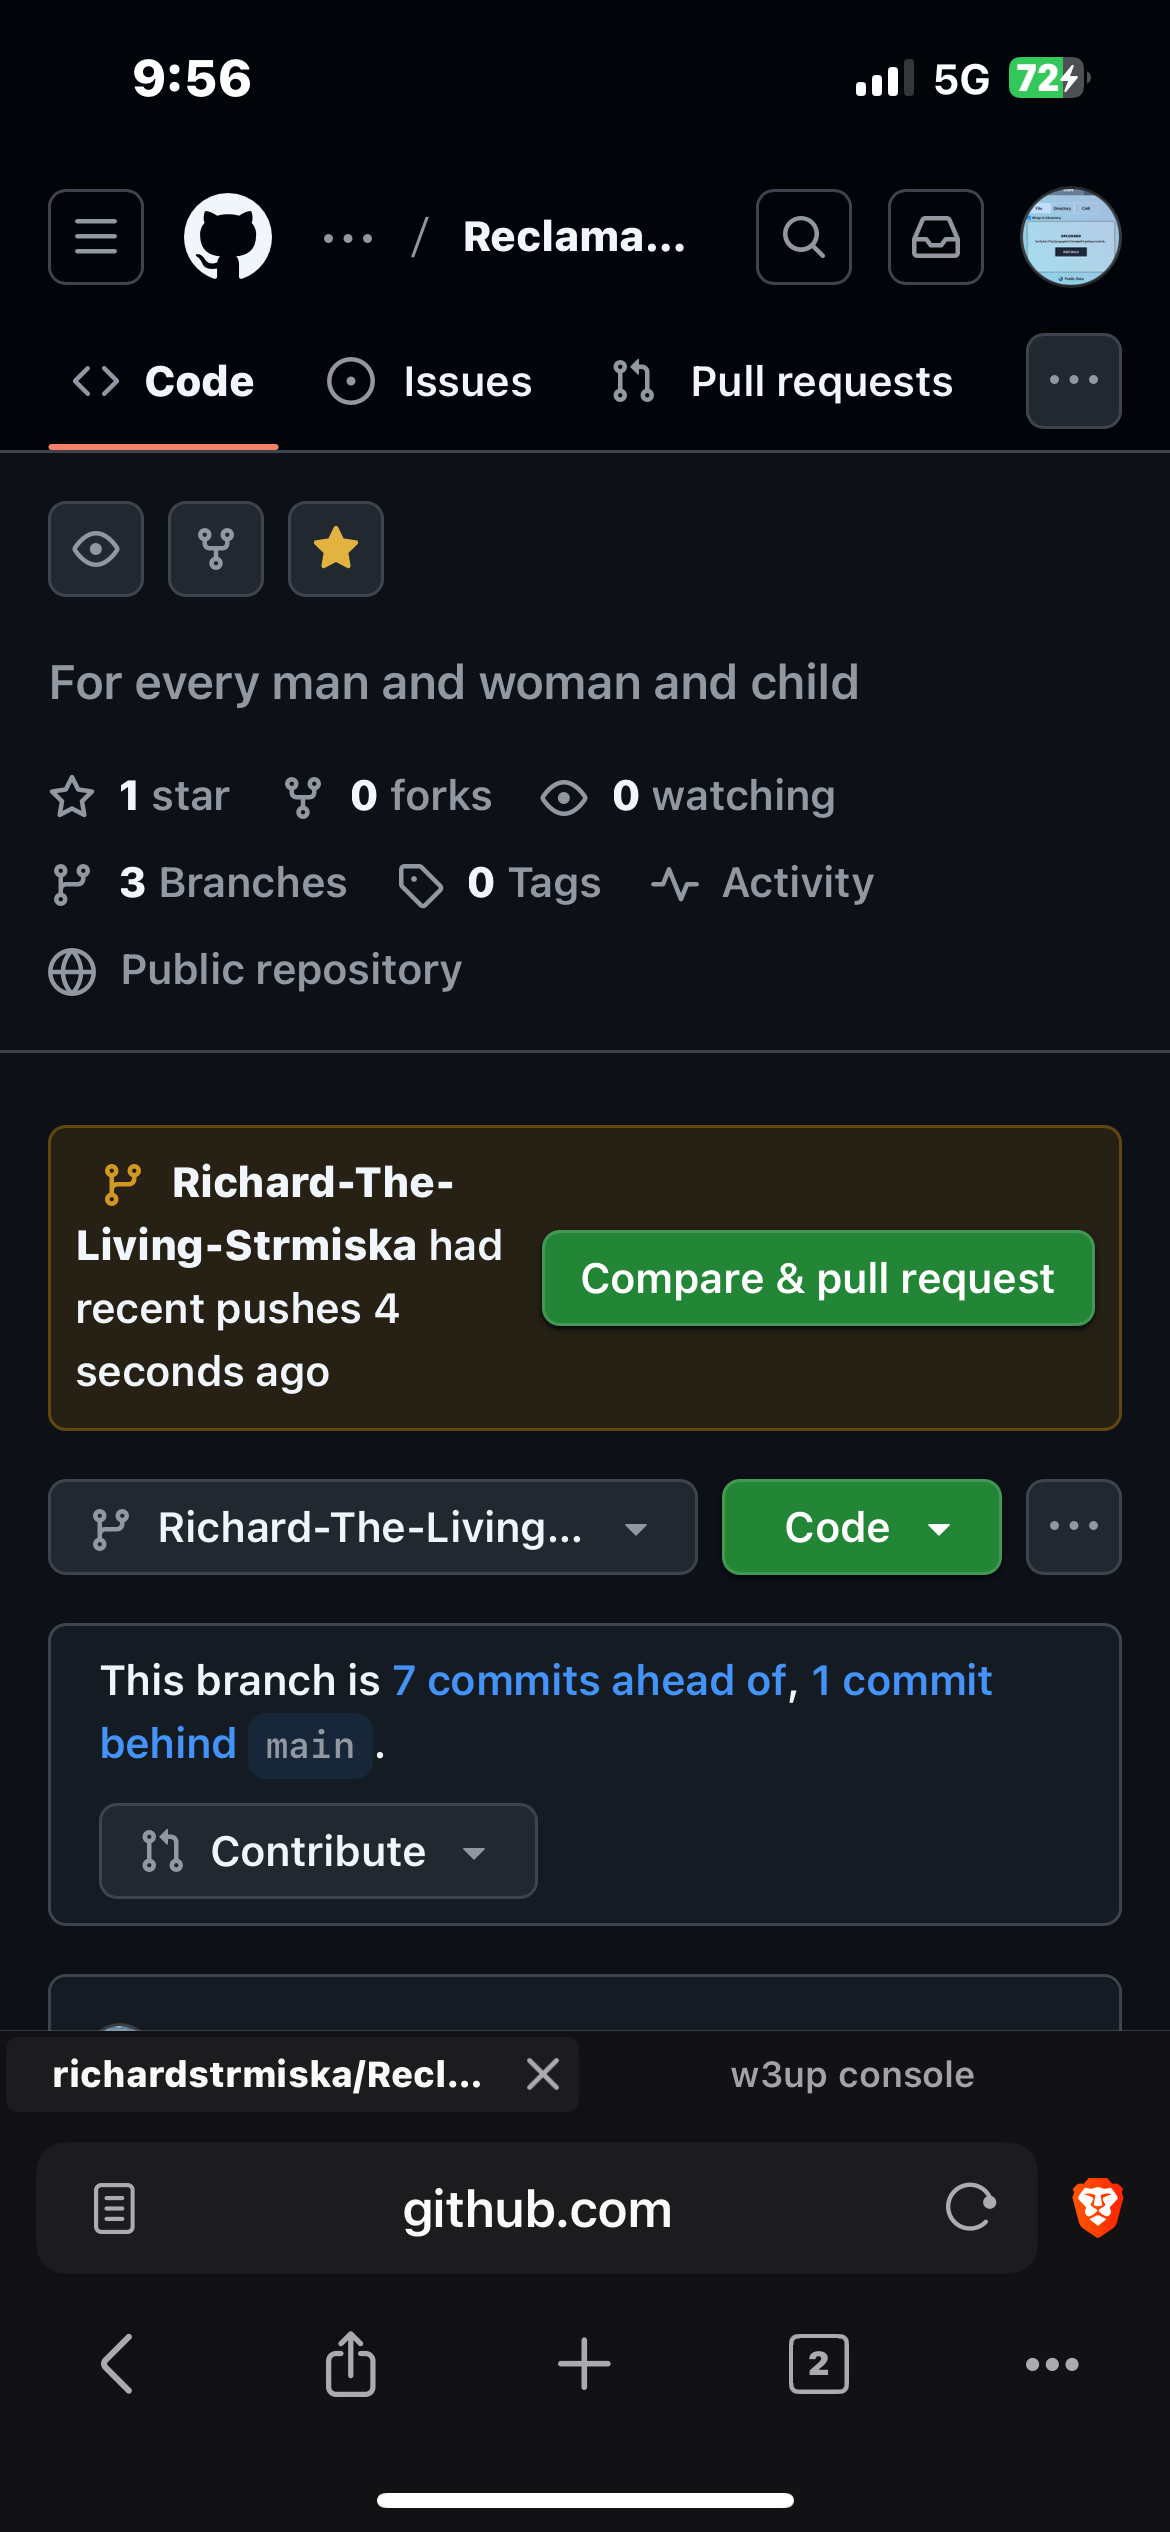 9:56
5G
72
/ Reclama...
Code
Issues
Pull requests
For every man and woman and child
1 star
0 forks
0 watching
3 Branches
0 Tags
Activity
Public repository
Richard-The-
Living-Strmiska had
recent pushes 4
seconds ago
Compare & pull request
Richard-The-Living...
Code
This branch is 7 commits ahead of, 1 commit
behind main .
Contribute
richardstrmiska/Recl...
w3up console
github.com
2